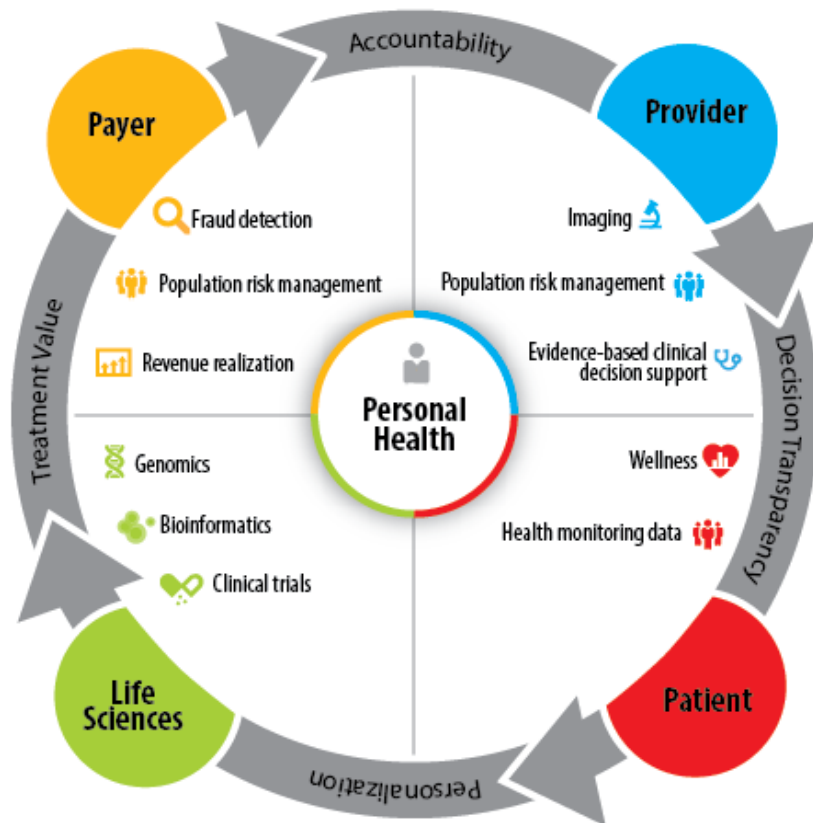 Accountability
Payer
Provider
Fraud detection
Imaging
Population risk management
Population risk management
Revenue realization
Evidence-based clinical
decision support
Treatment Value
Decision Transparency
Personal
Health
Genomics
Wellness
Bioinformatics
Health monitoring data
Clinical trials
Life
Sciences
Patient
Personalization